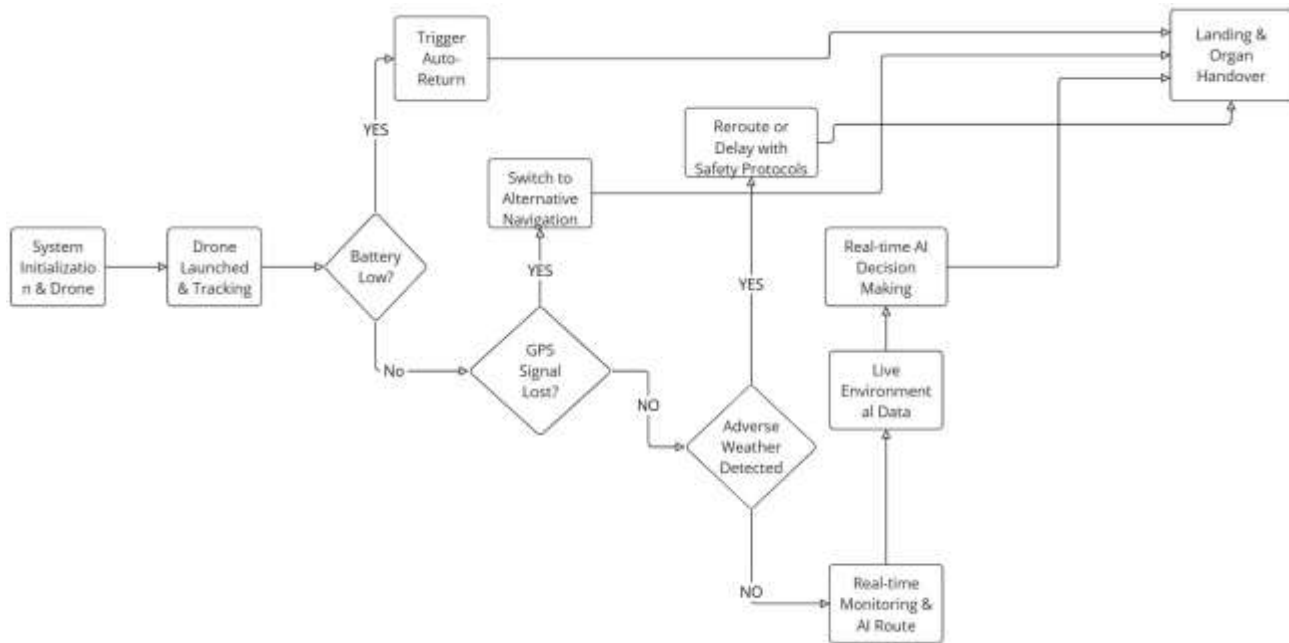 Trigger
Auto-
Return
Landing &
Organ
Handover
YES
Reroute or
Delay with
Safety Protocols
Switch to
Alternative
Navigation
System
Initializatio
n & Drone
Drone
Launched
& Tracking
Battery
Low?
YES
YES
Real-time AI
Decision
Making
No
GPS
Signal
Lost?
NO
Live
Environment
al Data
Adverse
Weather
Detected
NO
Real-time
Monitoring &
AI Route